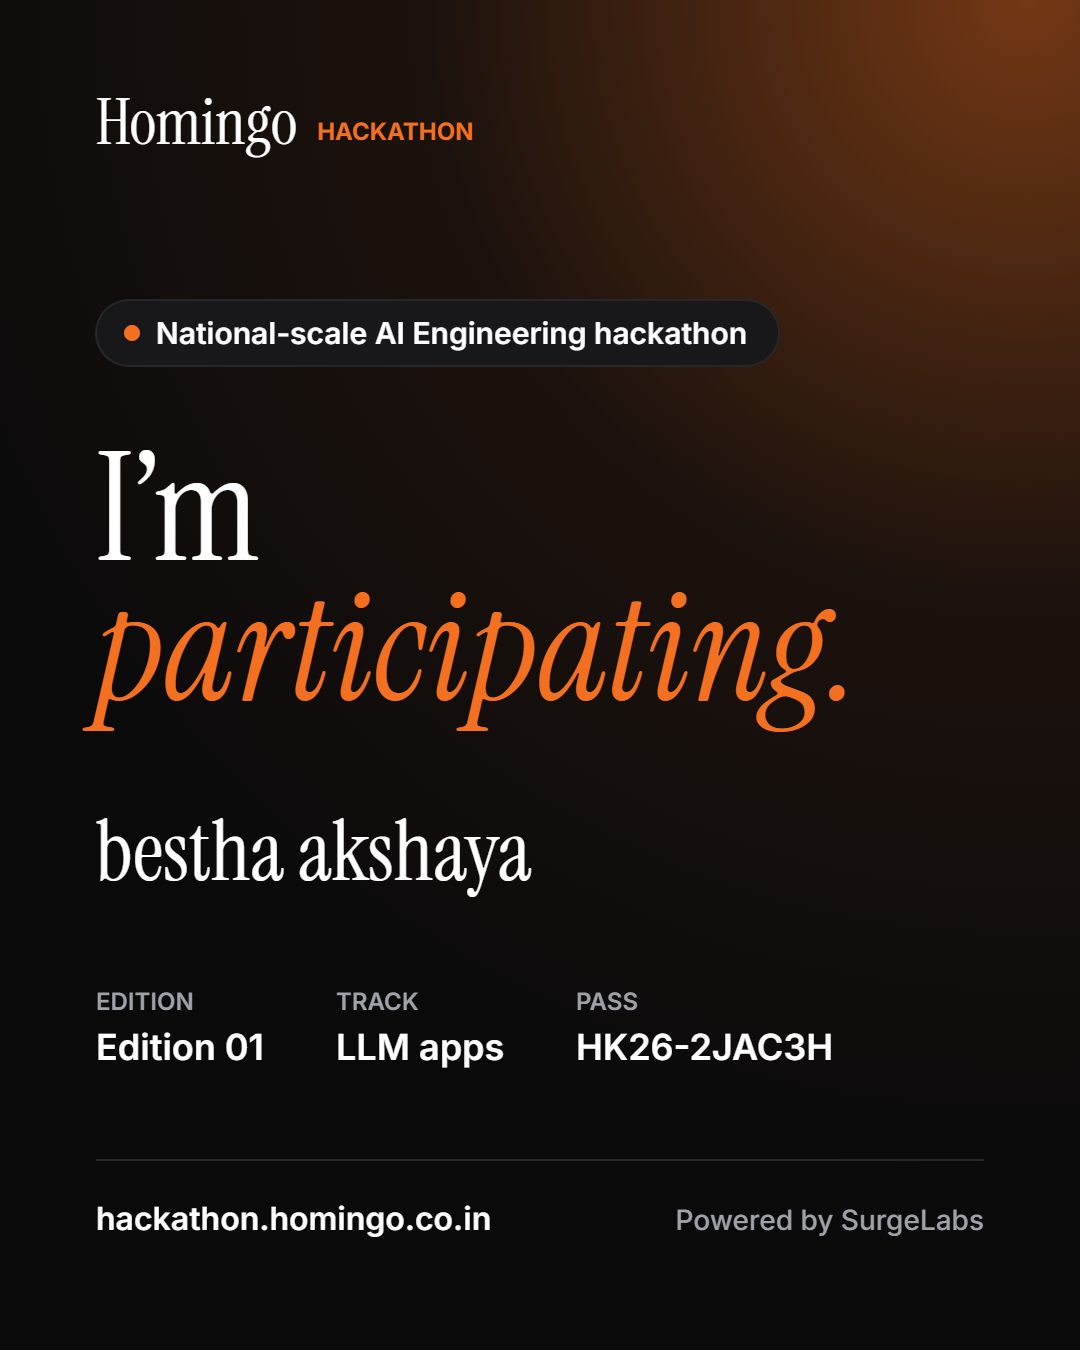 Homingo HACKATHON
National-scale AI Engineering hackathon
I’m
participating.
bestha akshaya
EDITION TRACK PASS
Edition 01 LLM apps HK26-2JAC3H
hackathon.homingo.co.in Powered by SurgeLabs